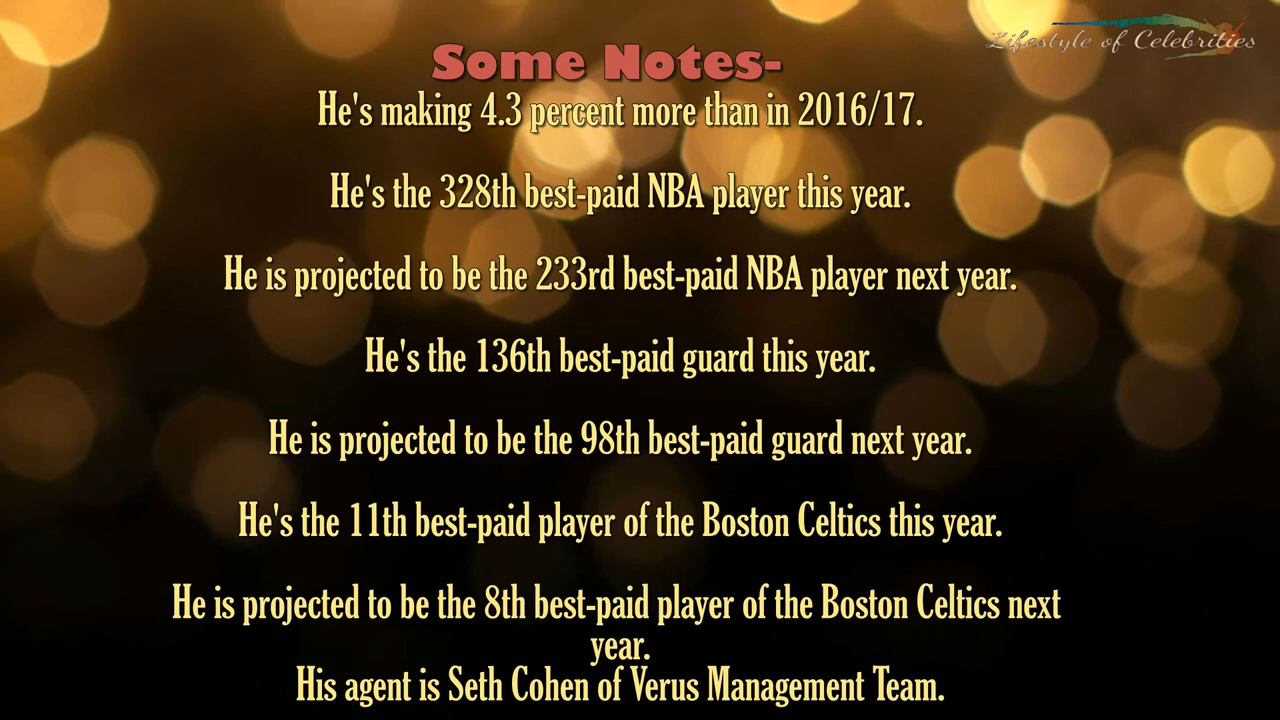 Lifestyle of Celebrities
Some Notes-
He's making 4.3 percent more than in 2016/17.
He's the 328th best-paid NBA player this year.
He is projected to be the 233rd best-paid NBA player next year.
He's the 136th best-paid guard this year.
He is projected to be the 98th best-paid guard next year.
He's the 11th best-paid player of the Boston Celtics this year.
He is projected to be the 8th best-paid player of the Boston Celtics next
year.
His agent is Seth Cohen of Verus Management Team.